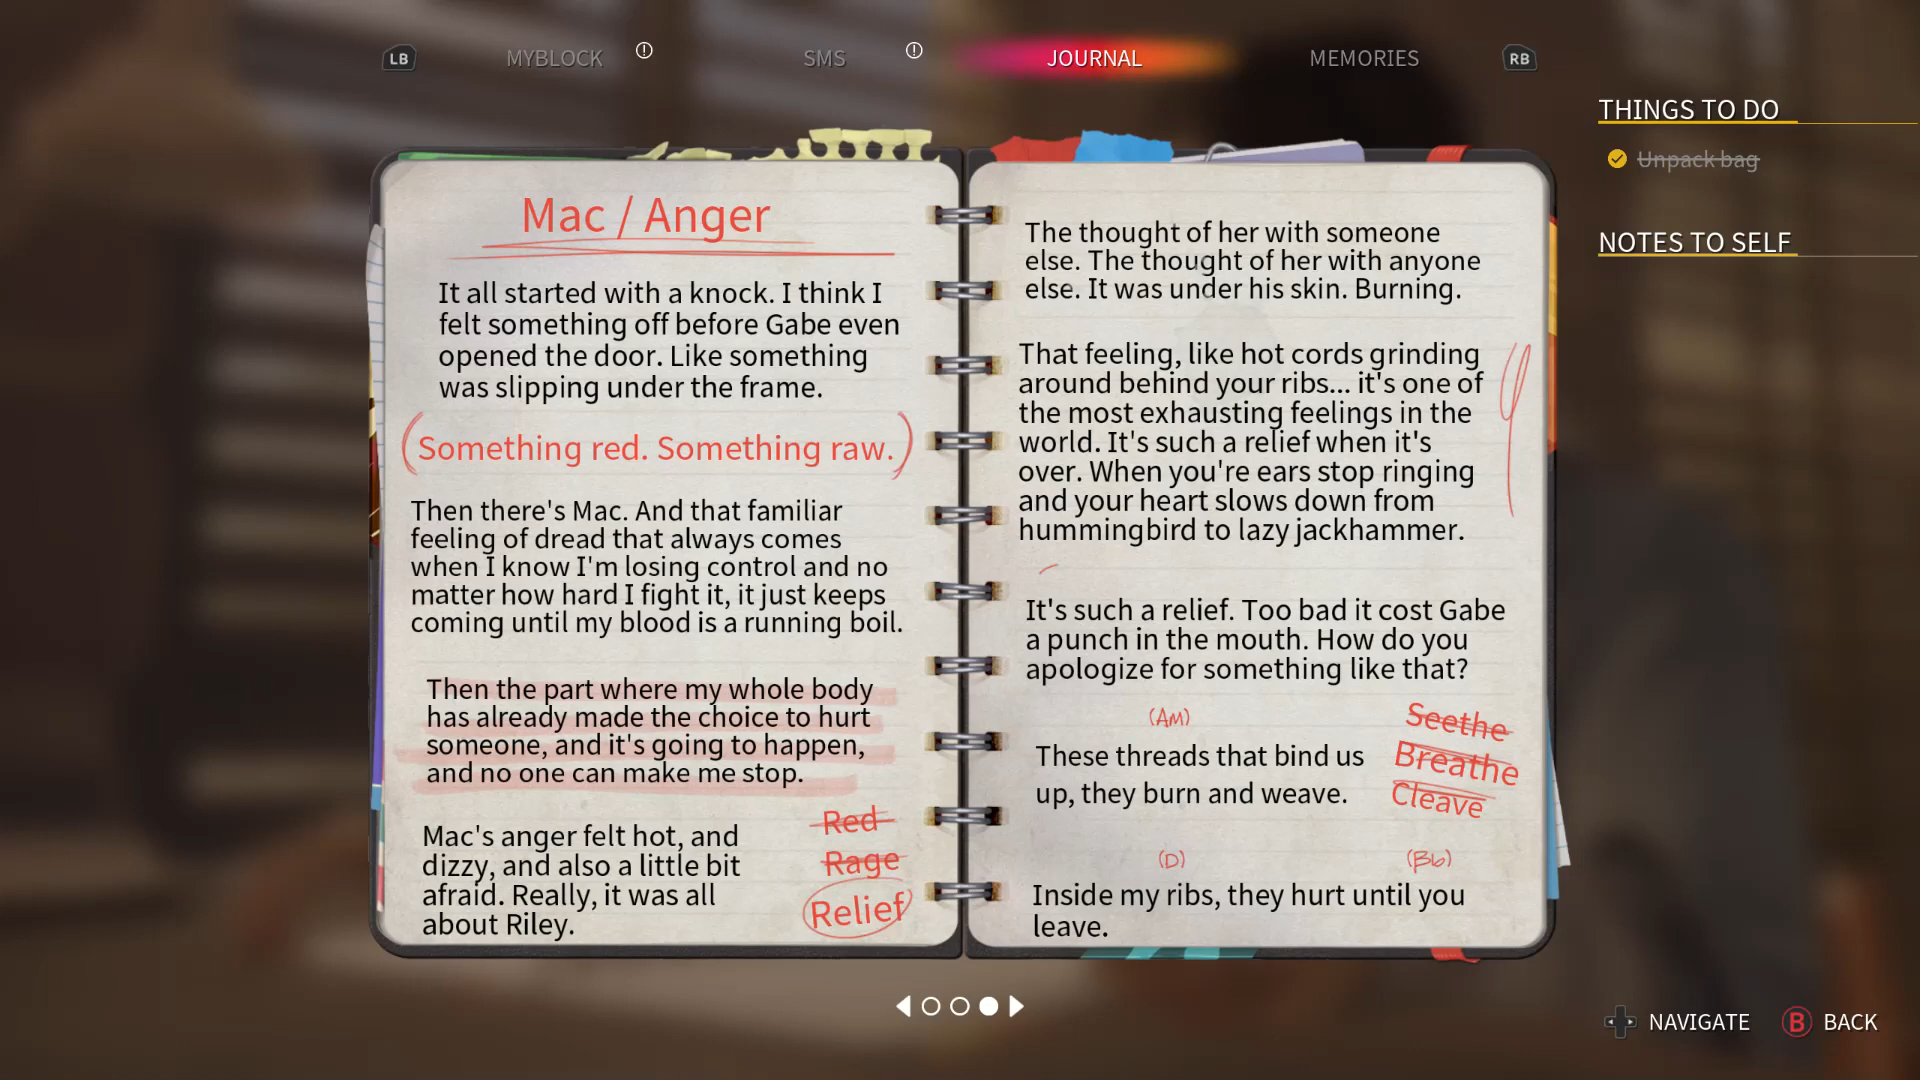 LB
MYBLOCK
SMS
JOURNAL
MEMORIES
RB
THINGS TO DO
Unpack bag
NOTES TO SELF
Mac / Anger
It all started with a knock. I think I
felt something off before Gabe even
opened the door. Like something
was slipping under the frame.
(Something red. Something raw.)
Then there's Mac. And that familiar
feeling of dread that always comes
when I know I'm losing control and no
matter how hard I fight it, it just keeps
coming until my blood is a running boil.
Then the part where my whole body
has already made the choice to hurt
someone, and it's going to happen,
and no one can make me stop.
Mac's anger felt hot, and
dizzy, and also a little bit
afraid. Really, it was all
about Riley.
Red
Rage
Relief
The thought of her with someone
else. The thought of her with anyone
else. It was under his skin. Burning.
That feeling, like hot cords grinding
around behind your ribs... it's one of
the most exhausting feelings in the
world. It's such a relief when it's
over. When you're ears stop ringing
and your heart slows down from
hummingbird to lazy jackhammer.
It's such a relief. Too bad it cost Gabe
a punch in the mouth. How do you
apologize for something like that?
(Am)
These threads that bind us
up, they burn and weave.
Seethe
Breathe
Cleave
(D)
(Bb)
Inside my ribs, they hurt until you
leave.
NAVIGATE
B BACK